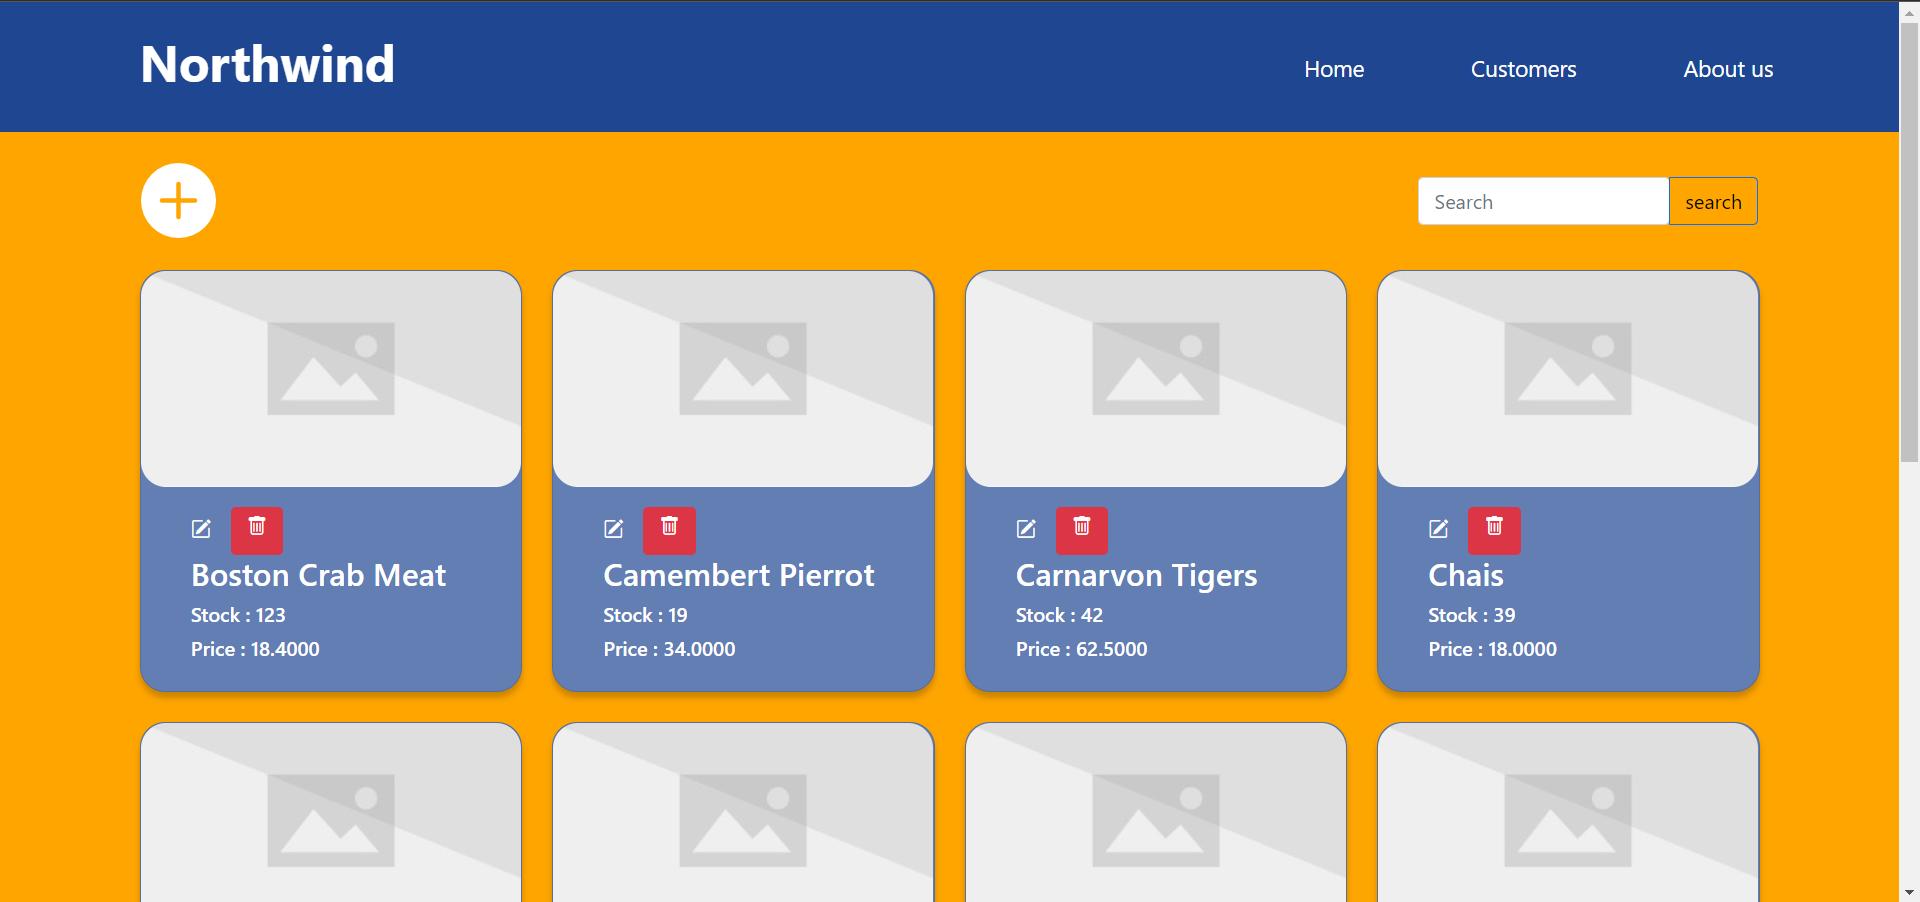 Northwind
Home
Customers
About us
Search
search
Boston Crab Meat
Stock : 123
Price : 18.4000
Camembert Pierrot
Stock : 19
Price : 34.0000
Carnarvon Tigers
Stock : 42
Price : 62.5000
Chais
Stock : 39
Price : 18.0000